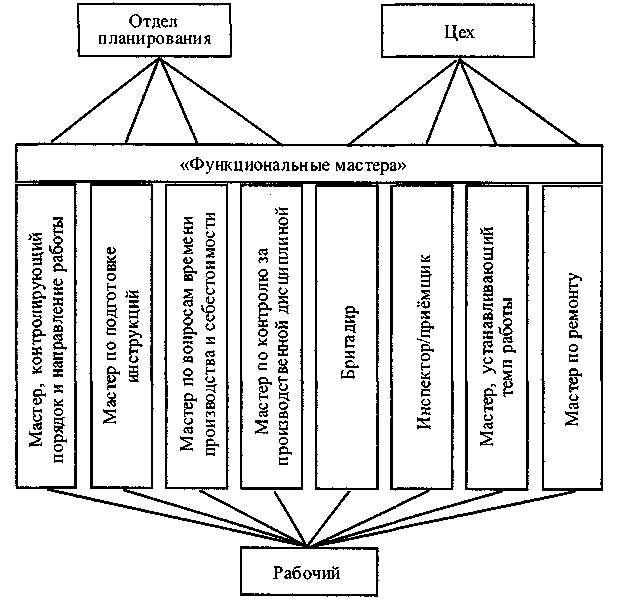 Отдел
планирования
Цех
«Функциональные мастера»
Мастер, контролирующий
порядок и направление работы
Мастер по подготовке
инструкций
Мастер по вопросам времени
производства и себестоимости
Мастер по контролю за
производственной дисциплиной
Бригадир
Инспектор/приёмщик
Мастер, устанавливающий
темп работы
Мастер по ремонту
Рабочий